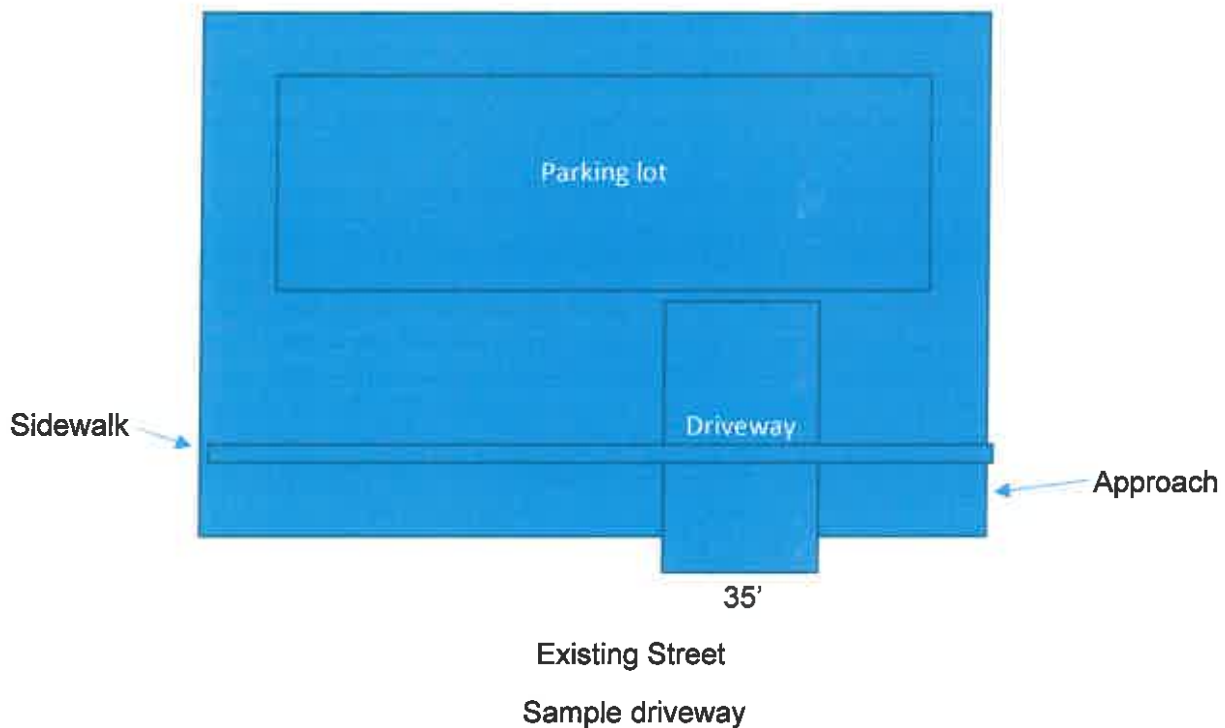 Parking lot
Sidewalk
Driveway
Approach
35’
Existing Street
Sample driveway